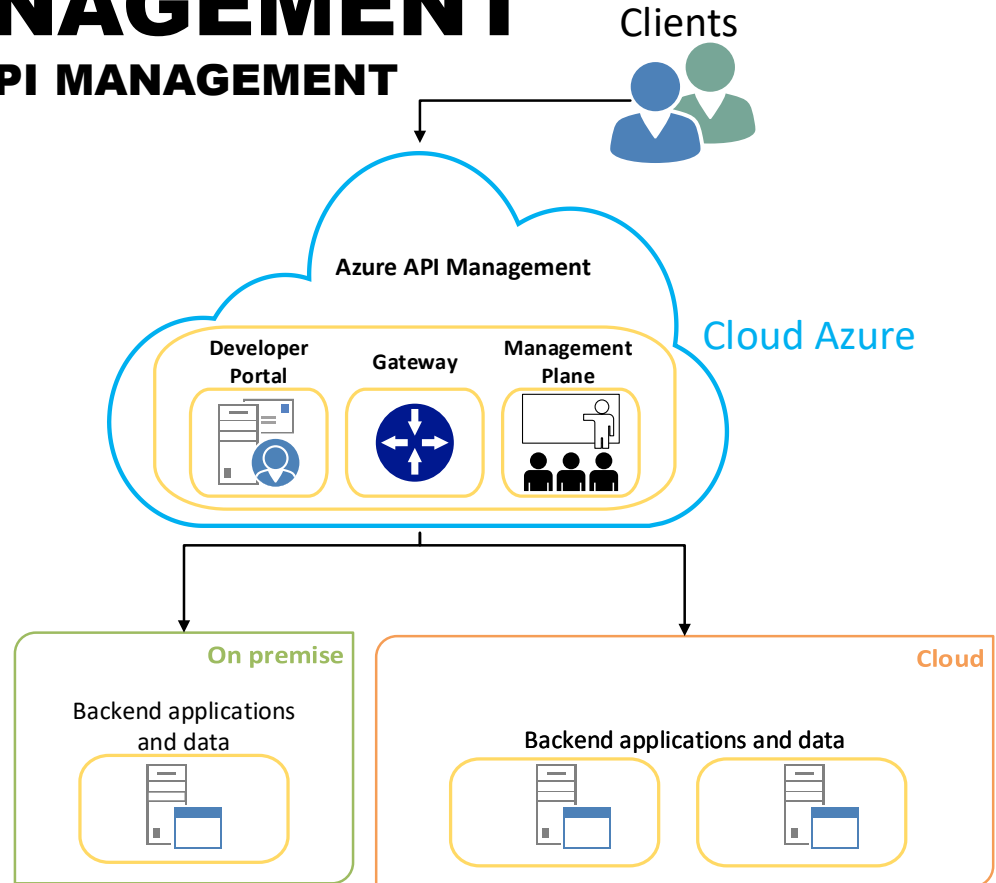 NAGEMENT
PI MANAGEMENT
Clients
Azure API Management
Cloud Azure
Developer
Portal
Gateway
Management
Plane
On premise
Backend applications
and data
Cloud
Backend applications and data